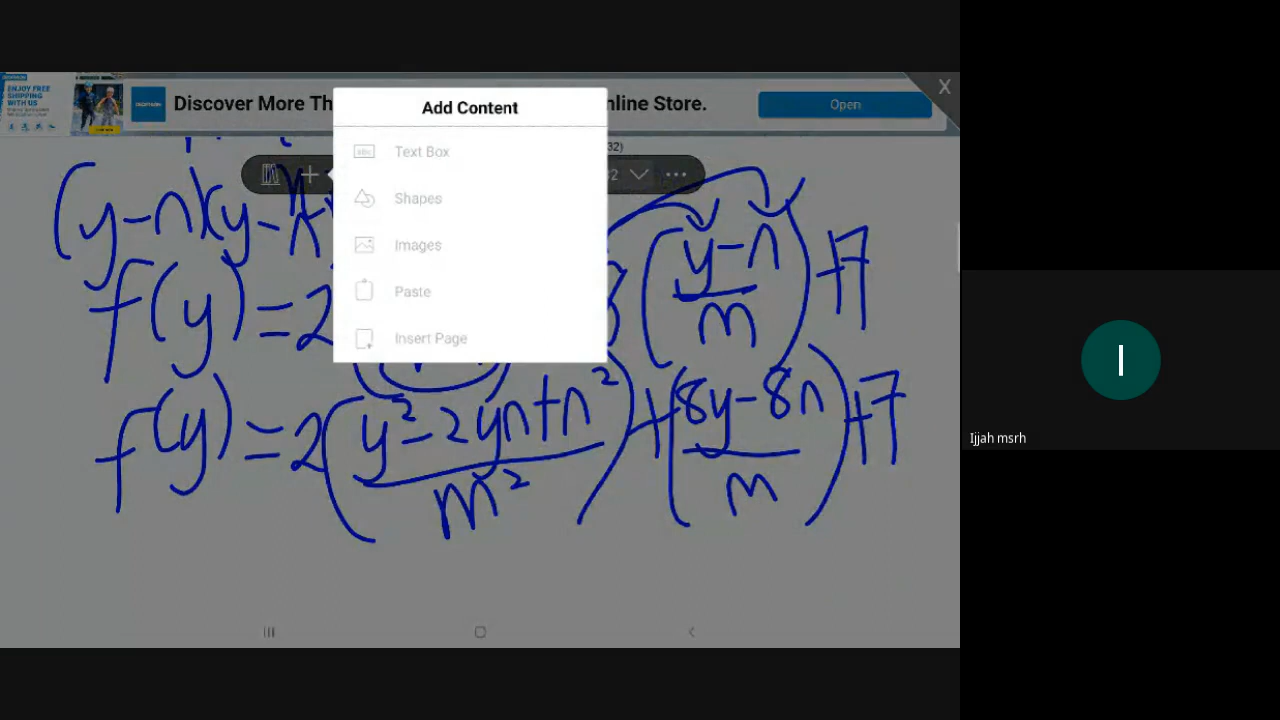 ENJOY FREE
SHIPPING
WITH US
Discover More Th
nline Store.
Open
X
Add Content
Text Box
Shapes
Images
Paste
Insert Page
32)
(y-n)(y-
f(y) = 2
(y-n)/m) + 7
f(y) = 2((y²-2yn+n²)/m²) + ((8y-8n)/m) + 7
I
Ijjah msrh